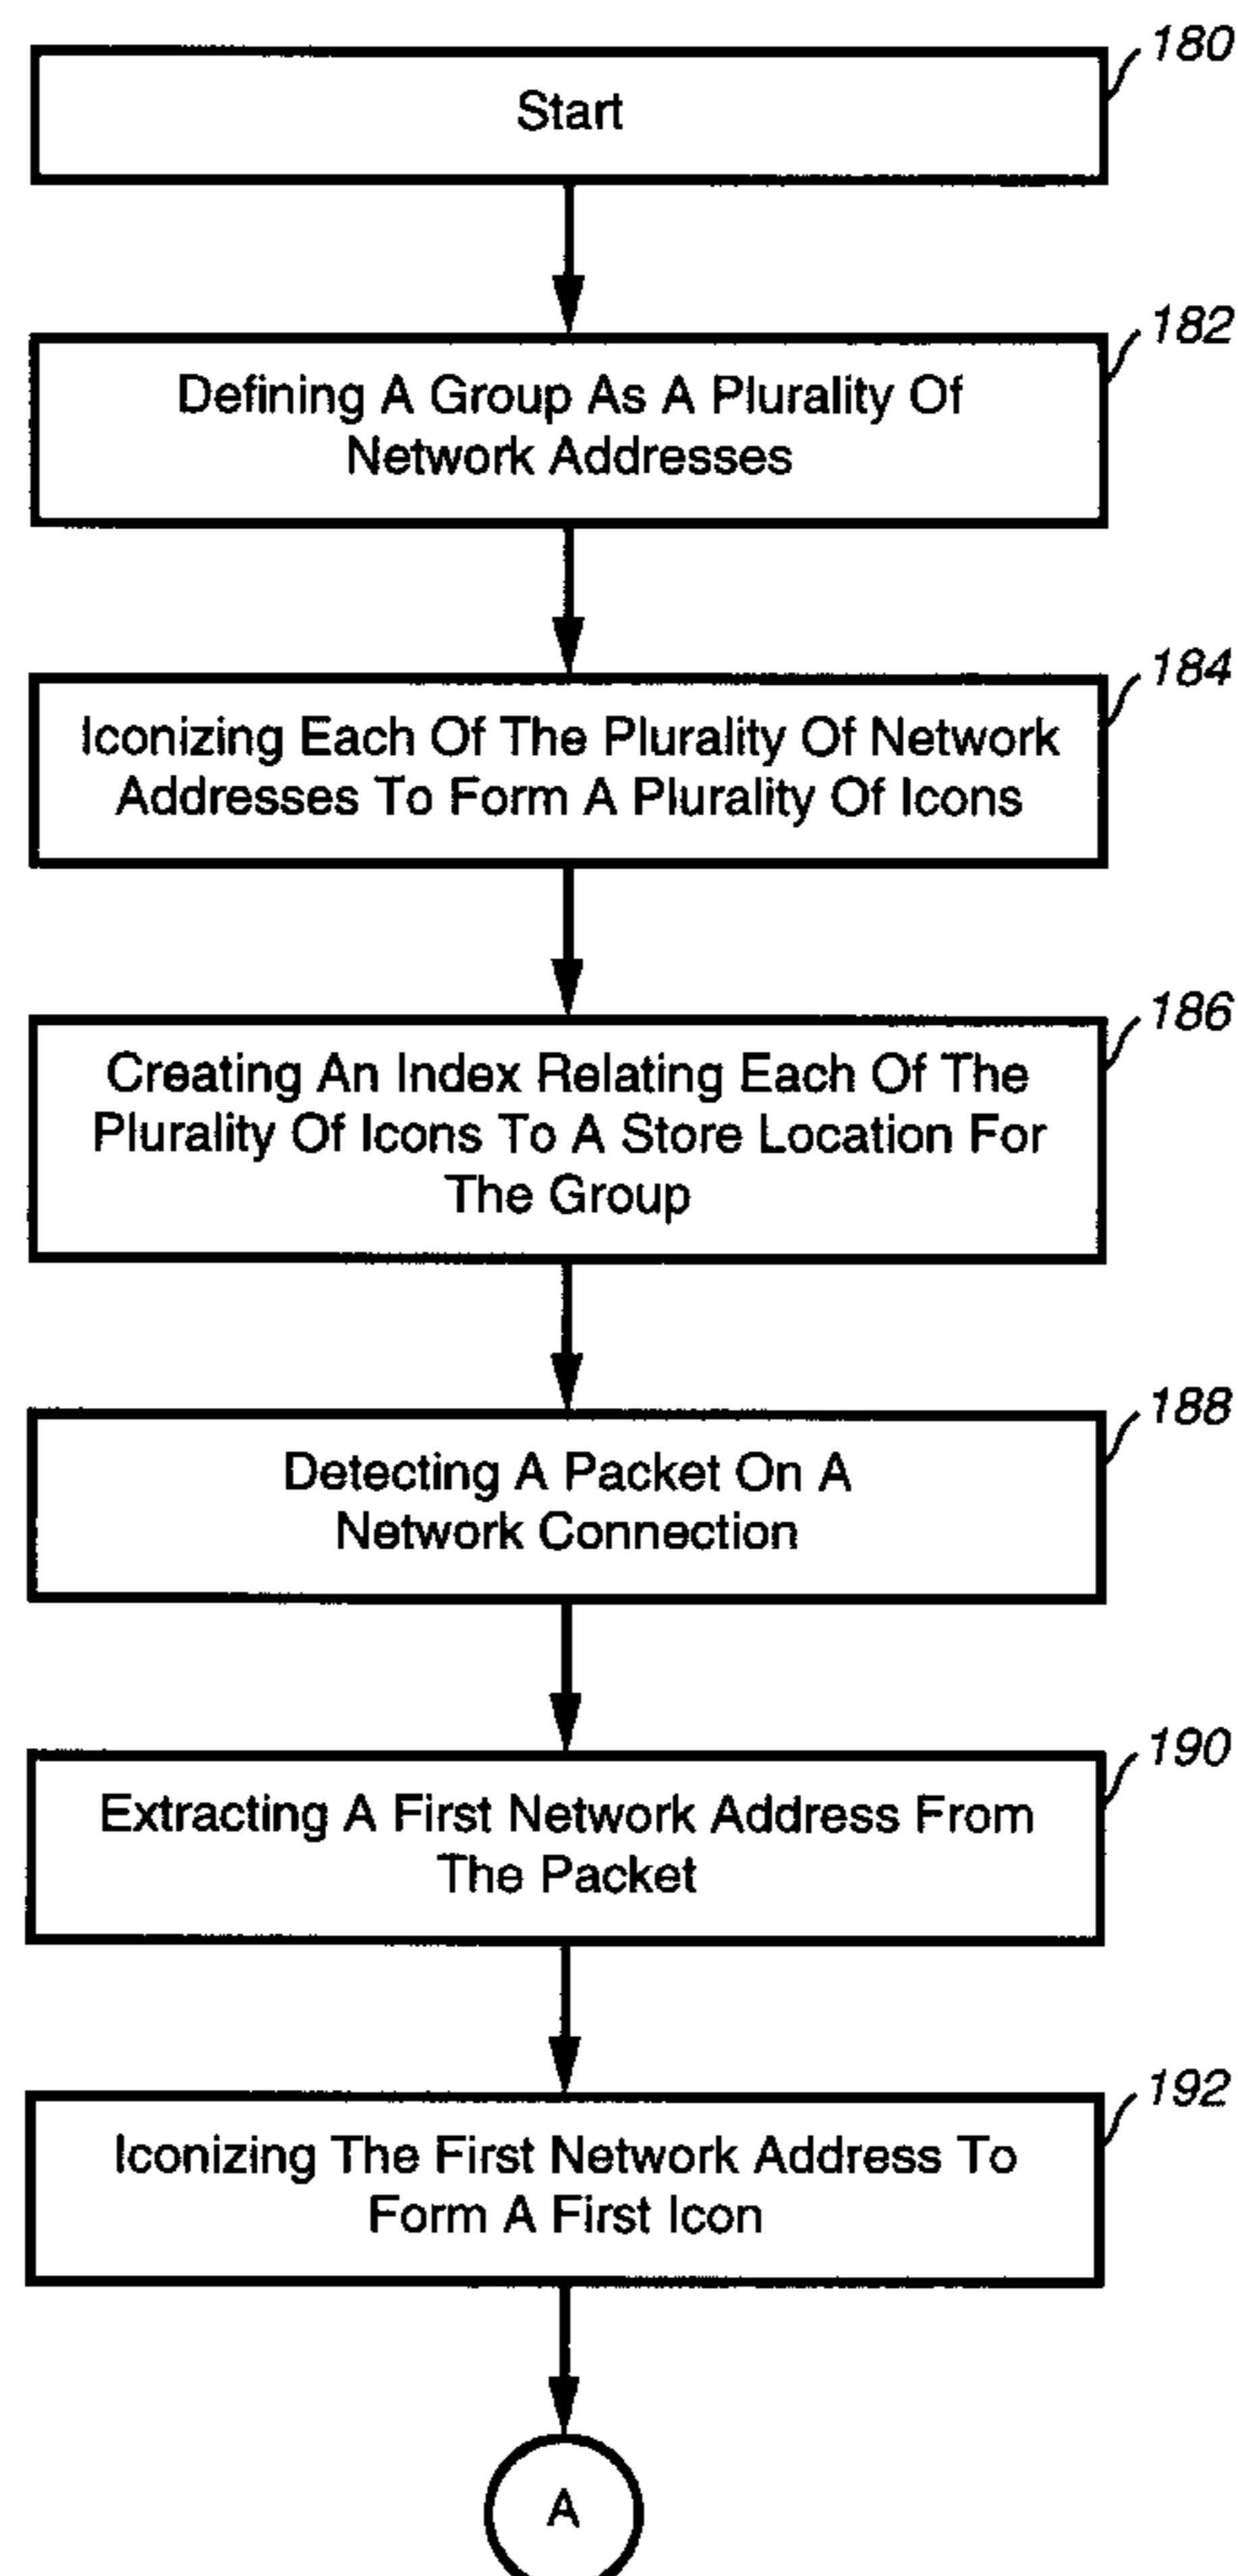 180
Start
182
Defining A Group As A Plurality Of
Network Addresses
184
Iconizing Each Of The Plurality Of Network
Addresses To Form A Plurality Of Icons
186
Creating An Index Relating Each Of The
Plurality Of Icons To A Store Location For
The Group
188
Detecting A Packet On A
Network Connection
190
Extracting A First Network Address From
The Packet
192
Iconizing The First Network Address To
Form A First Icon
A